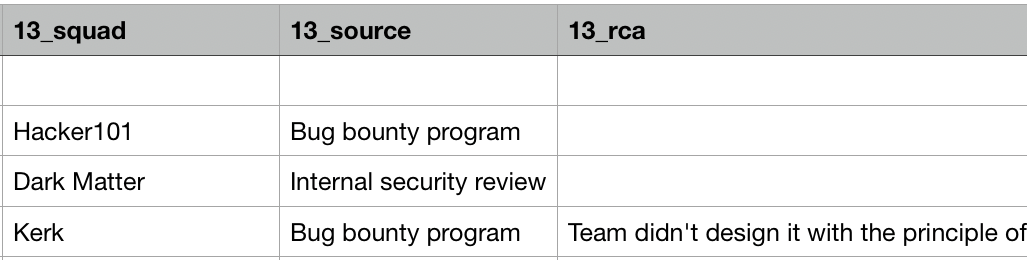 13_squad 13_source 13_rca
Hacker101 Bug bounty program
Dark Matter Internal security review
Kerk Bug bounty program Team didn't design it with the principle of